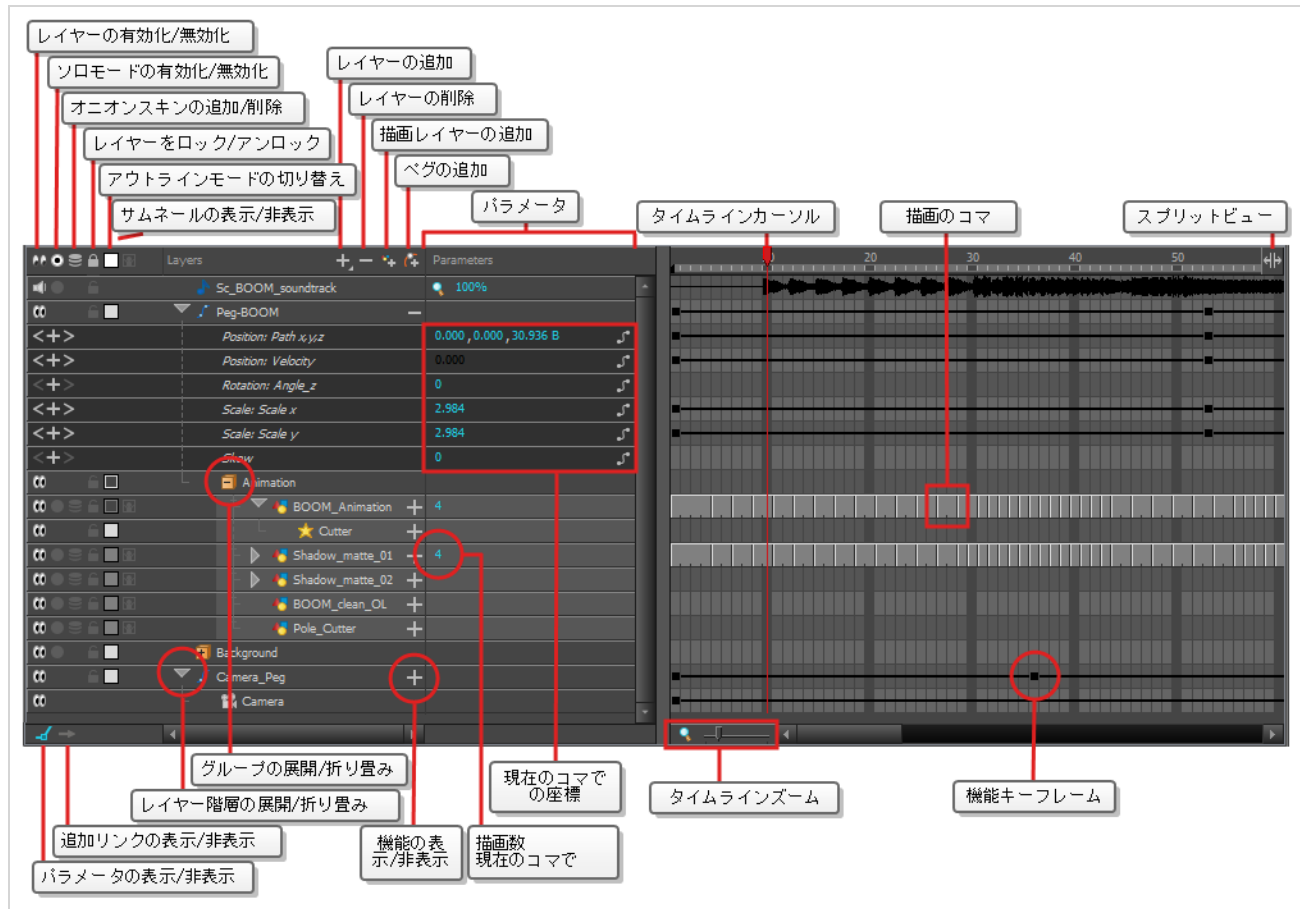 レイヤーの有効化/無効化
ソロモードの有効化/無効化
オニオンスキンの追加/削除
レイヤーをロック/アンロック
アウトラインモードの切り替え
サムネールの表示/非表示
レイヤーの追加
レイヤーの削除
描画レイヤーの追加
ペグの追加
パラメータ
タイムラインカーソル
描画のコマ
スプリットビュー
Layers
Parameters
10 20 30 40 50
Sc_BOOM_soundtrack 100%
Peg-BOOM
Position: Path x,y,z 0.000 , 0.000 , 30.936 B
Position: Velocity 0.000
Rotation: Angle_z 0
Scale: Scale x 2.984
Scale: Scale y 2.984
Skew 0
Animation
BOOM_Animation 4
Cutter
Shadow_matte_01 4
Shadow_matte_02
BOOM_clean_OL
Pole_Cutter
Background
Camera_Peg
Camera
グループの展開/折り畳み
レイヤー階層の展開/折り畳み
追加リンクの表示/非表示
パラメータの表示/非表示
機能の表
示/非表示
描画数
現在のコマで
現在のコマで
の座標
タイムラインズーム
機能キーフレーム